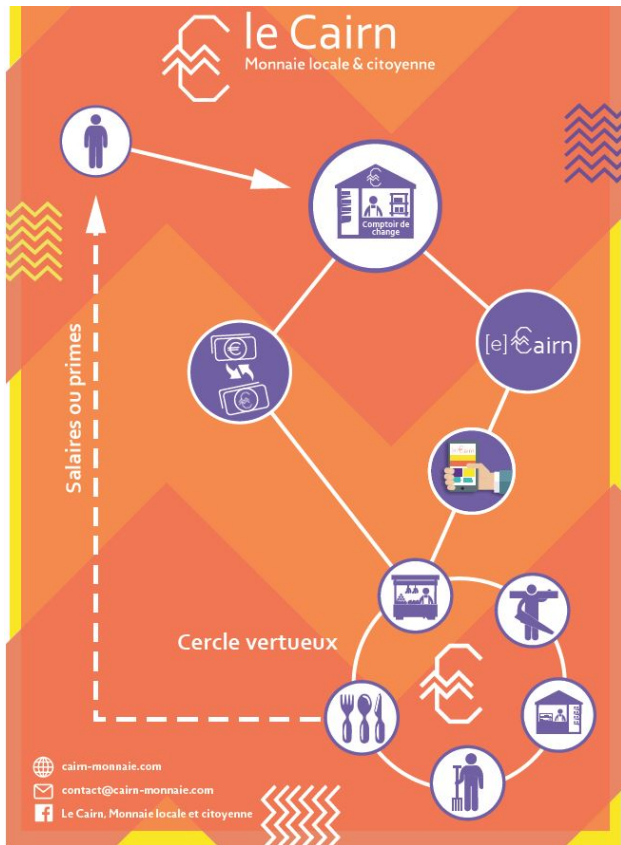 le Cairn
Monnaie locale & citoyenne
Comptoir de
change
[e] Cairn
Salaires ou primes
Cercle vertueux
cairn-monnaie.com
contact@cairn-monnaie.com
Le Cairn, Monnaie locale et citoyenne